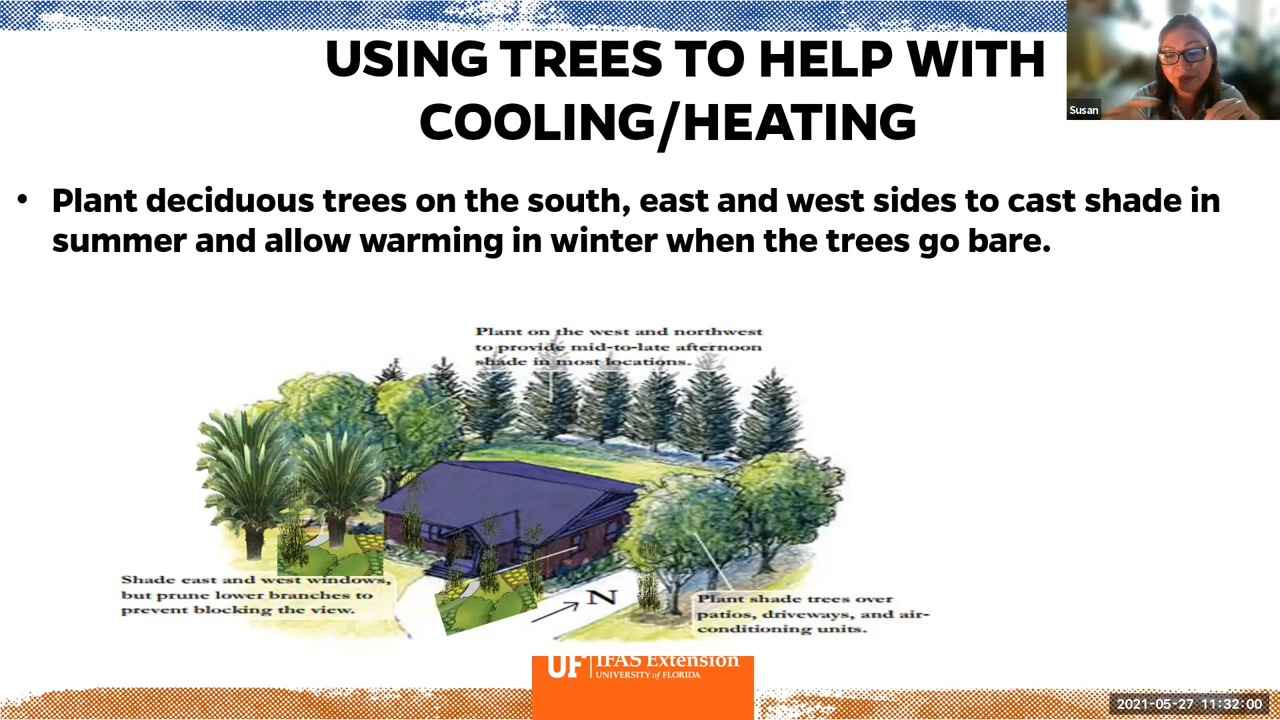 USING TREES TO HELP WITH
COOLING/HEATING
Susan
• Plant deciduous trees on the south, east and west sides to cast shade in
summer and allow warming in winter when the trees go bare.
Plant on the west and northwest
to provide mid-to-late afternoon
shade in most locations.
Shade east and west windows,
but prune lower branches to
prevent blocking the view.
N
Plant shade trees over
patios, driveways, and air-
conditioning units.
UF IFAS Extension
UNIVERSITY of FLORIDA
2021-05-27 11:32:00